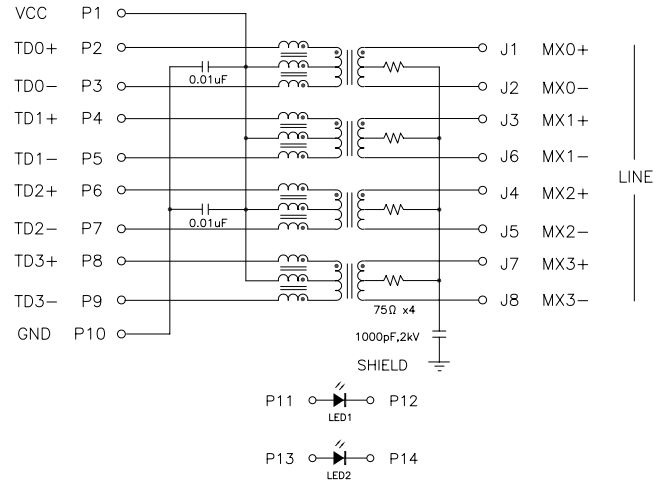 VCC P1
TD0+ P2 J1 MX0+
0.01uF
TD0- P3 J2 MX0-
TD1+ P4 J3 MX1+
TD1- P5 J6 MX1-
LINE
TD2+ P6 J4 MX2+
0.01uF
TD2- P7 J5 MX2-
TD3+ P8 J7 MX3+
TD3- P9 J8 MX3-
75Ω x4
GND P10 1000pF,2kV
SHIELD
P11 P12
LED1
P13 P14
LED2